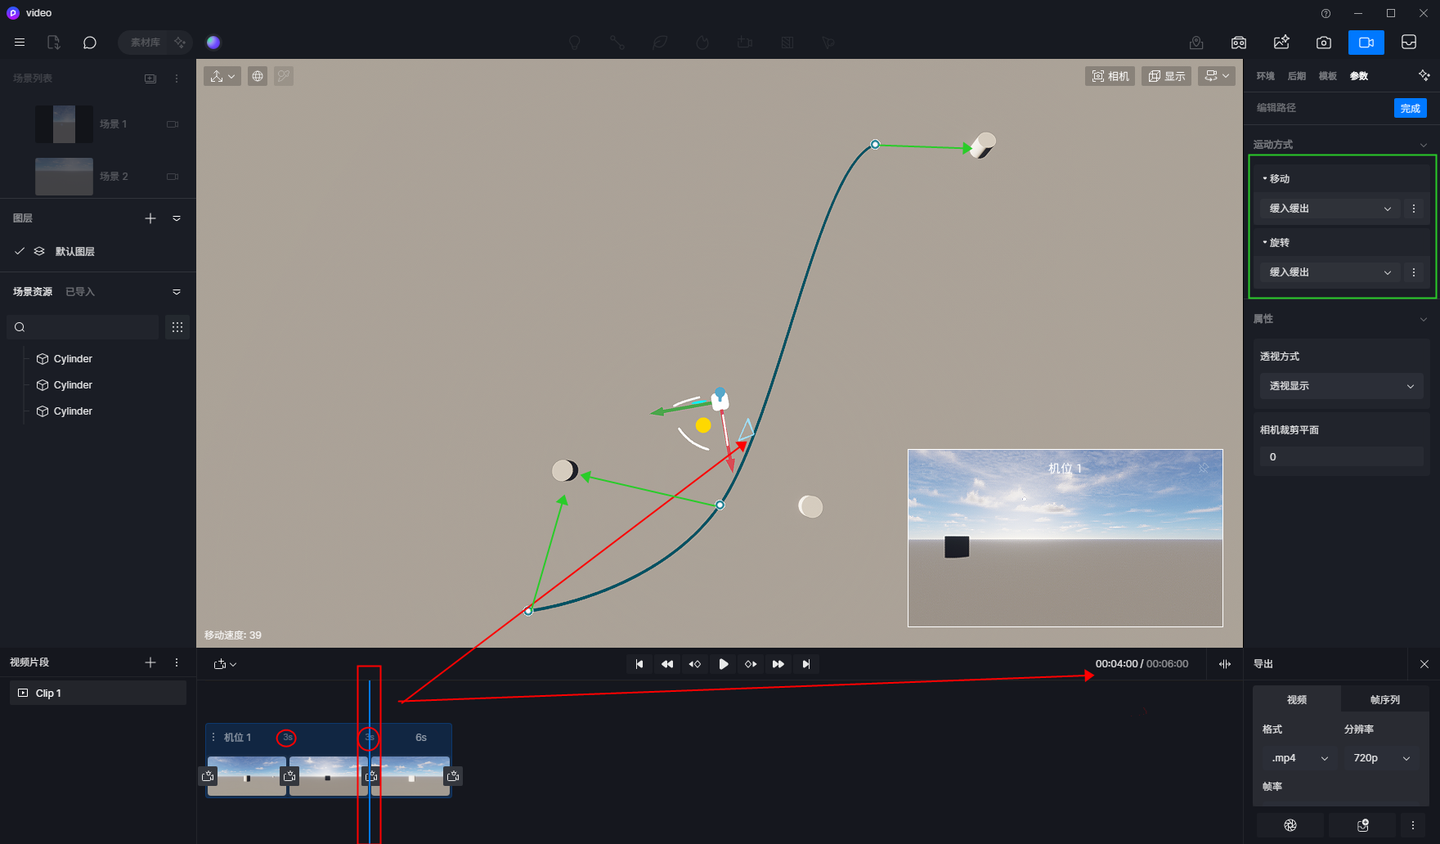 video
素材库
场景列表
场景 1
场景 2
图层
默认图层
场景资源 已导入
Cylinder
Cylinder
Cylinder
相机 显示
机位 1
移动速度: 39
环境 后期 模板 参数
编辑路径 完成
运动方式
移动
缓入缓出
旋转
缓入缓出
属性
透视方式
透视显示
相机裁剪平面
0
视频片段
Clip 1
00:04:00 / 00:06:00
机位 1 3s 3s 6s
导出
视频 帧序列
格式 分辨率
.mp4 720p
帧率